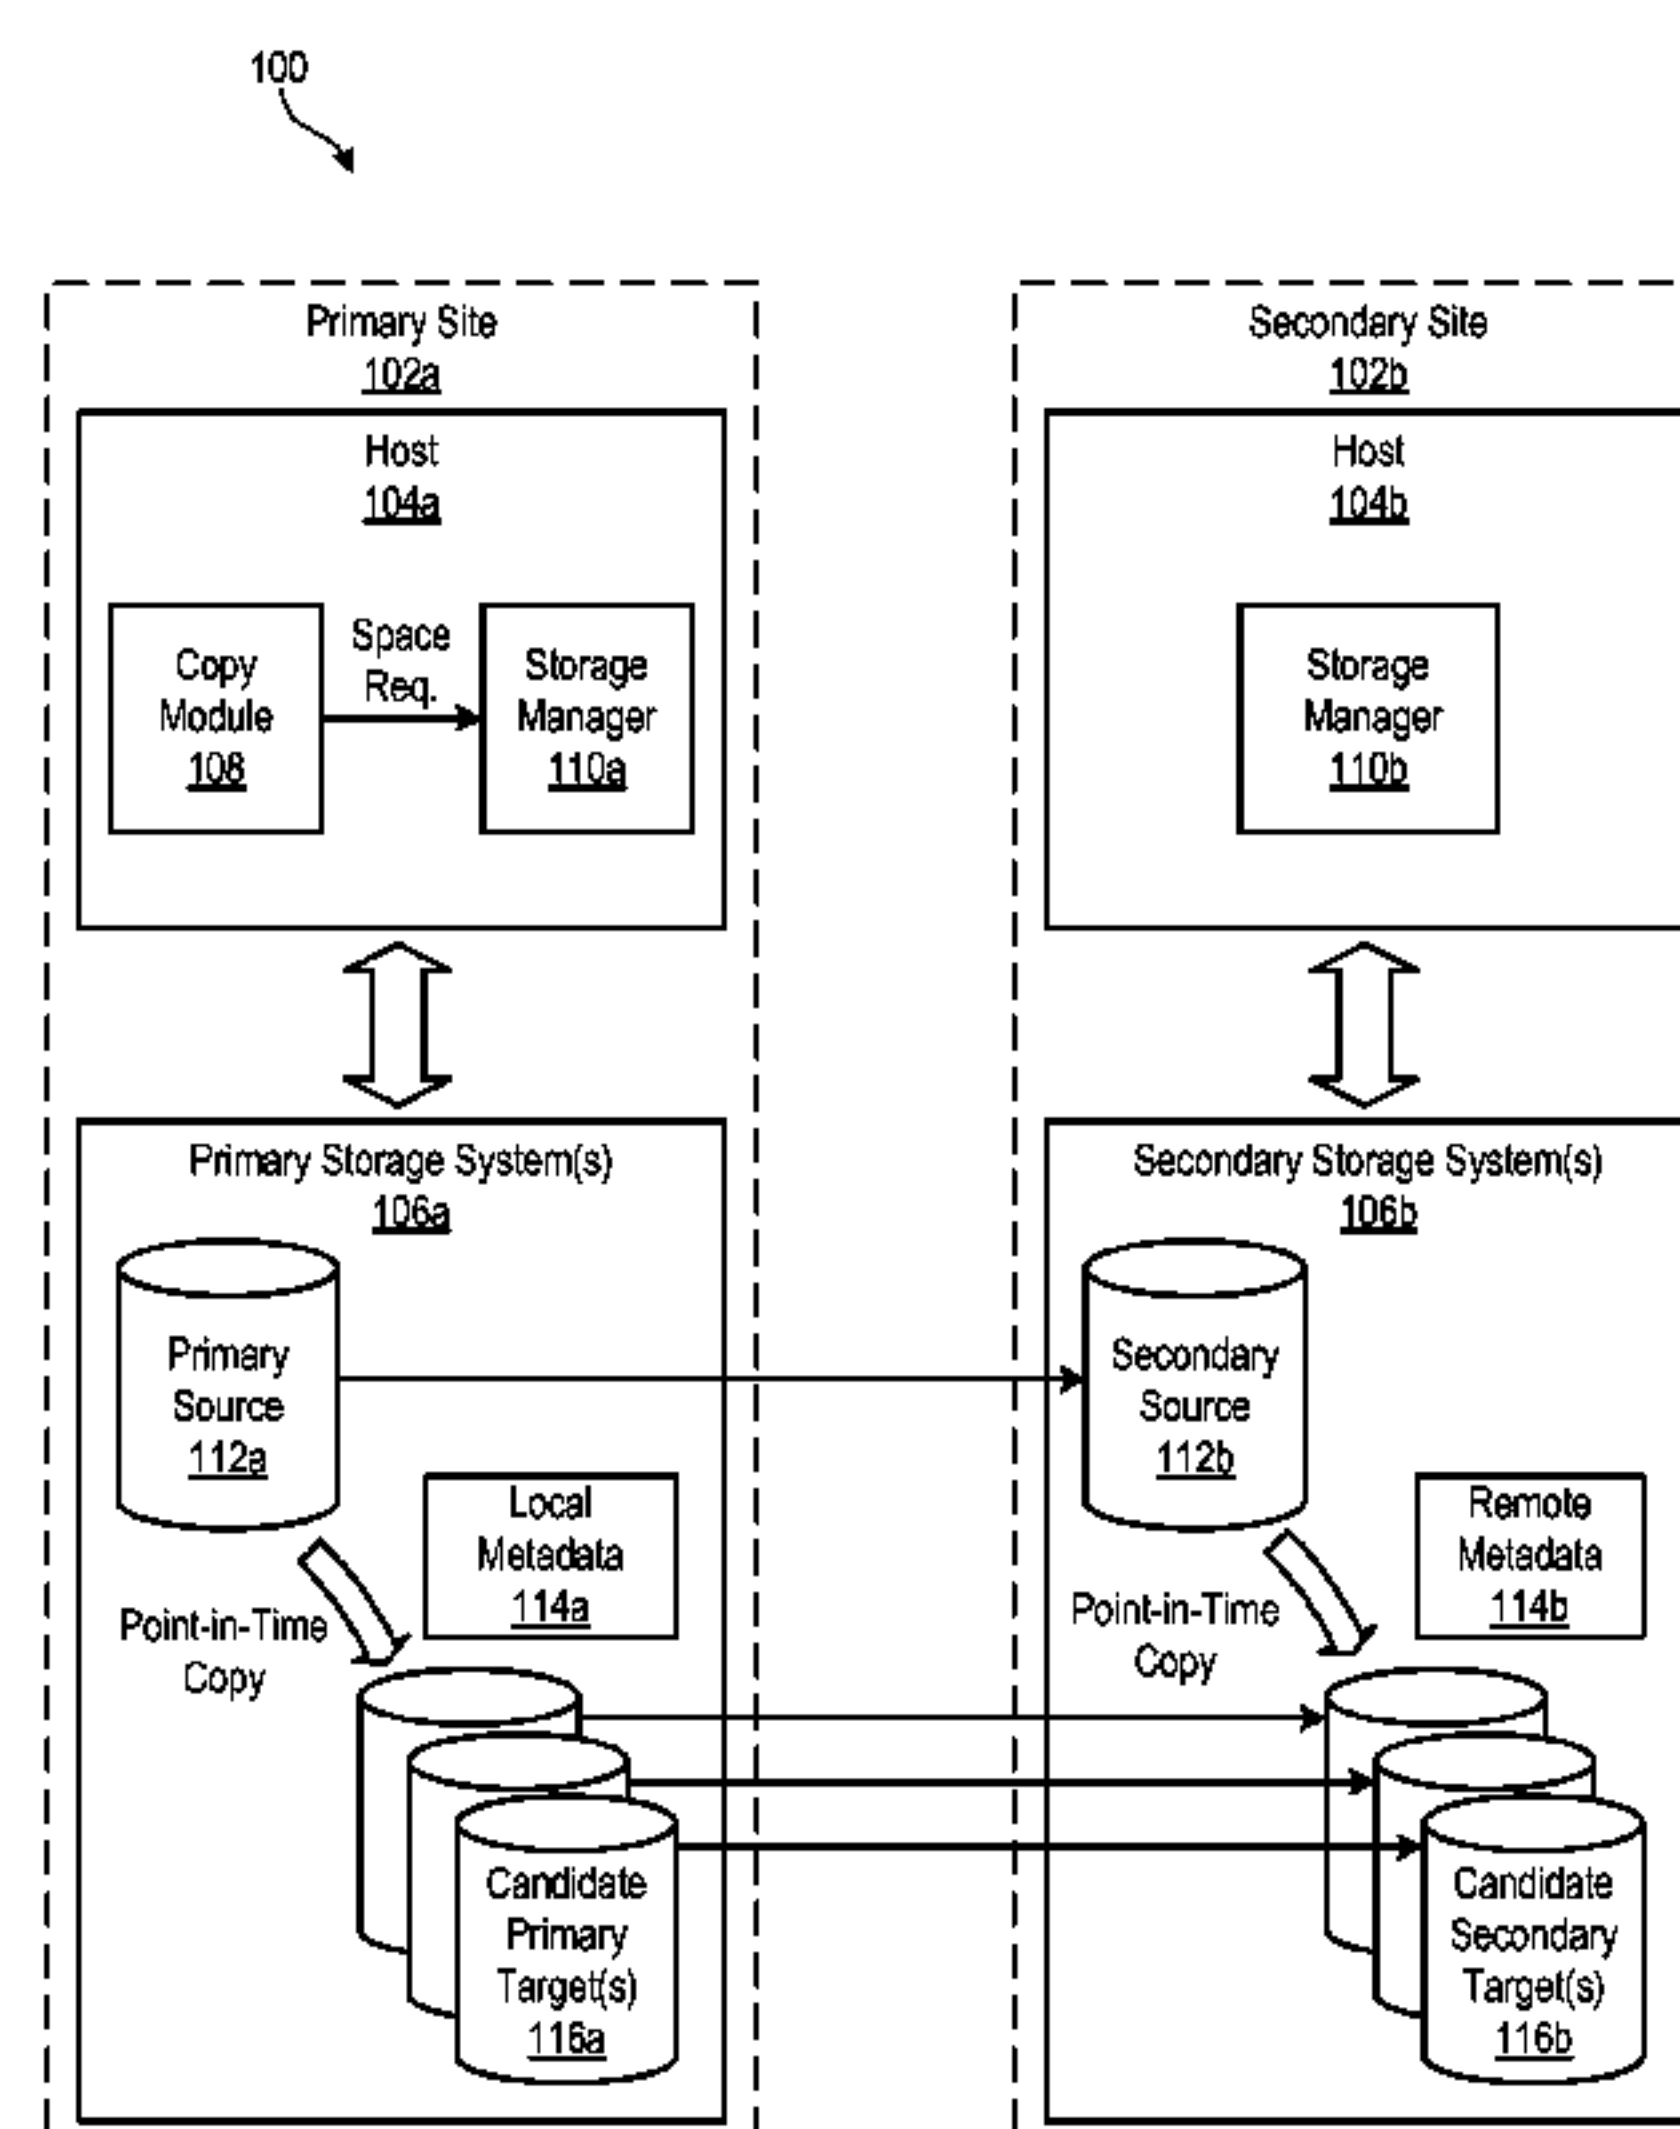 100
Primary Site
102a
Host
104a
Copy
Module
108
Space
Req.
Storage
Manager
110a
Primary Storage System(s)
106a
Primary
Source
112a
Local
Metadata
114a
Point-in-Time
Copy
Candidate
Primary
Target(s)
116a
Secondary Site
102b
Host
104b
Storage
Manager
110b
Secondary Storage System(s)
106b
Secondary
Source
112b
Remote
Metadata
114b
Point-in-Time
Copy
Candidate
Secondary
Target(s)
116b